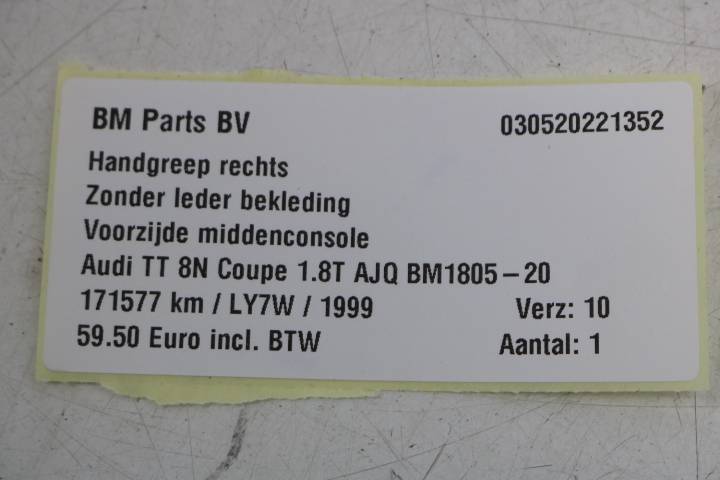 BM Parts BV 030520221352
Handgreep rechts
Zonder leder bekleding
Voorzijde middenconsole
Audi TT 8N Coupe 1.8T AJQ BM1805-20
171577 km / LY7W / 1999 Verz: 10
59.50 Euro incl. BTW Aantal: 1